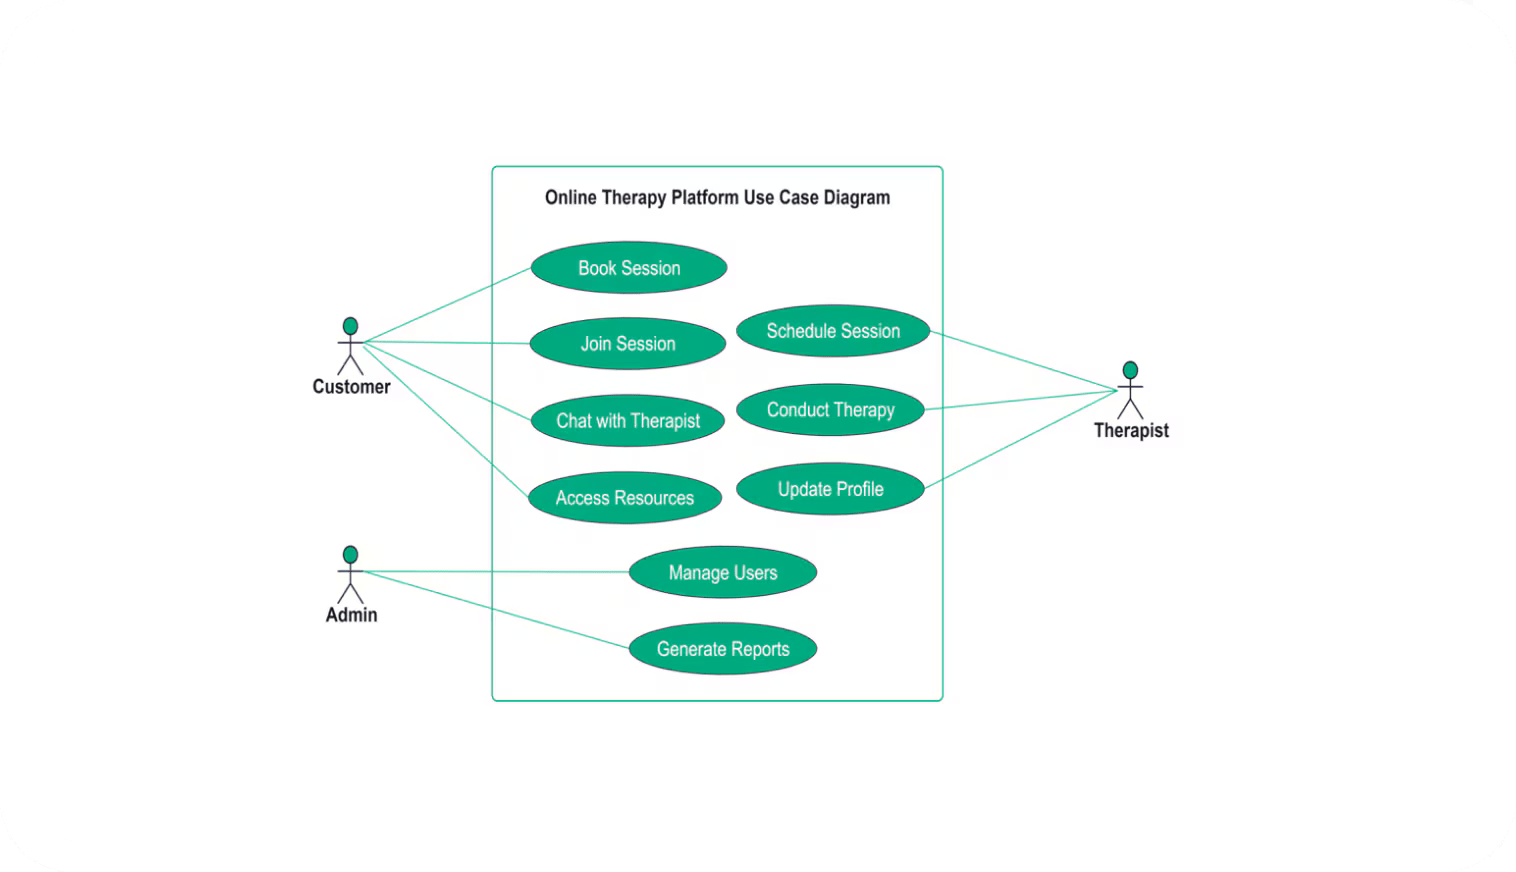 Online Therapy Platform Use Case Diagram
Book Session
Join Session
Chat with Therapist
Access Resources
Schedule Session
Conduct Therapy
Update Profile
Manage Users
Generate Reports
Customer
Admin
Therapist